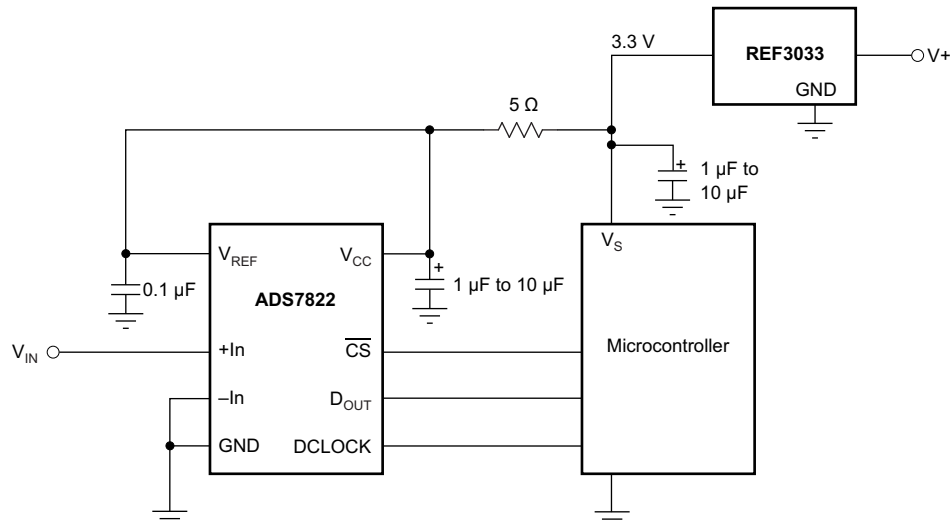 3.3 V
REF3033
V+
GND
5 Ω
1 µF to
10 µF
V_REF
V_CC
V_S
0.1 µF
ADS7822
1 µF to 10 µF
V_IN
+In
C̅S̅
Microcontroller
–In
D_OUT
GND
DCLOCK